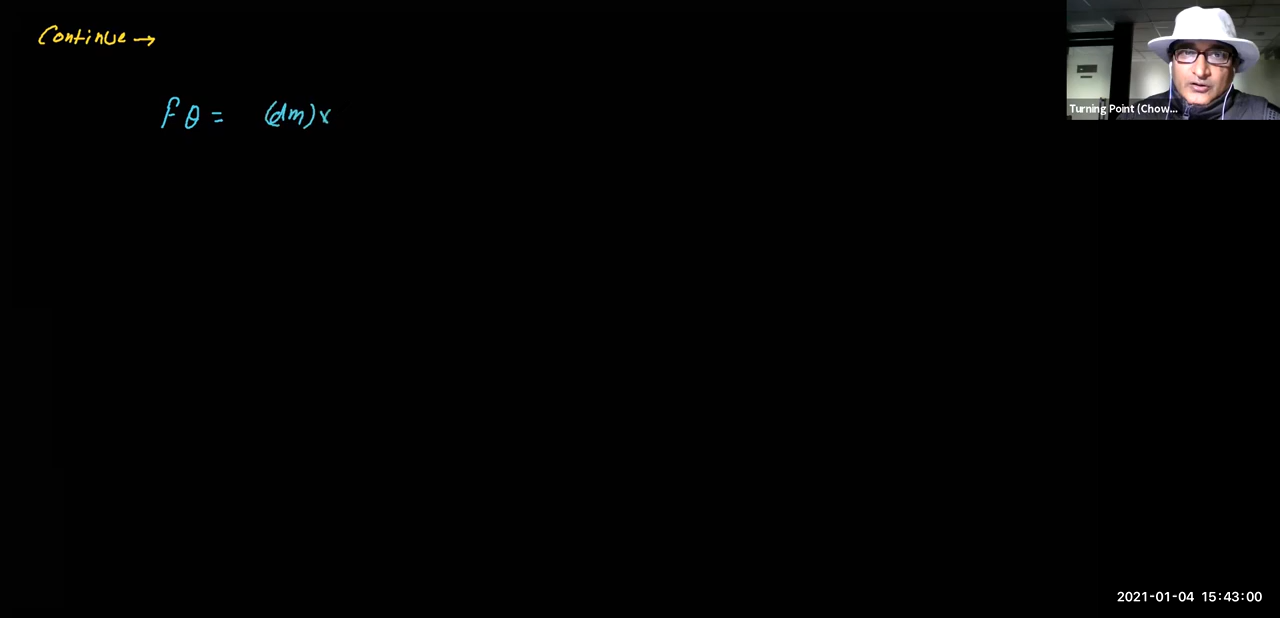 Continue →
fθ = (dm) x
Turning Point (Chow...
2021-01-04 15:43:00